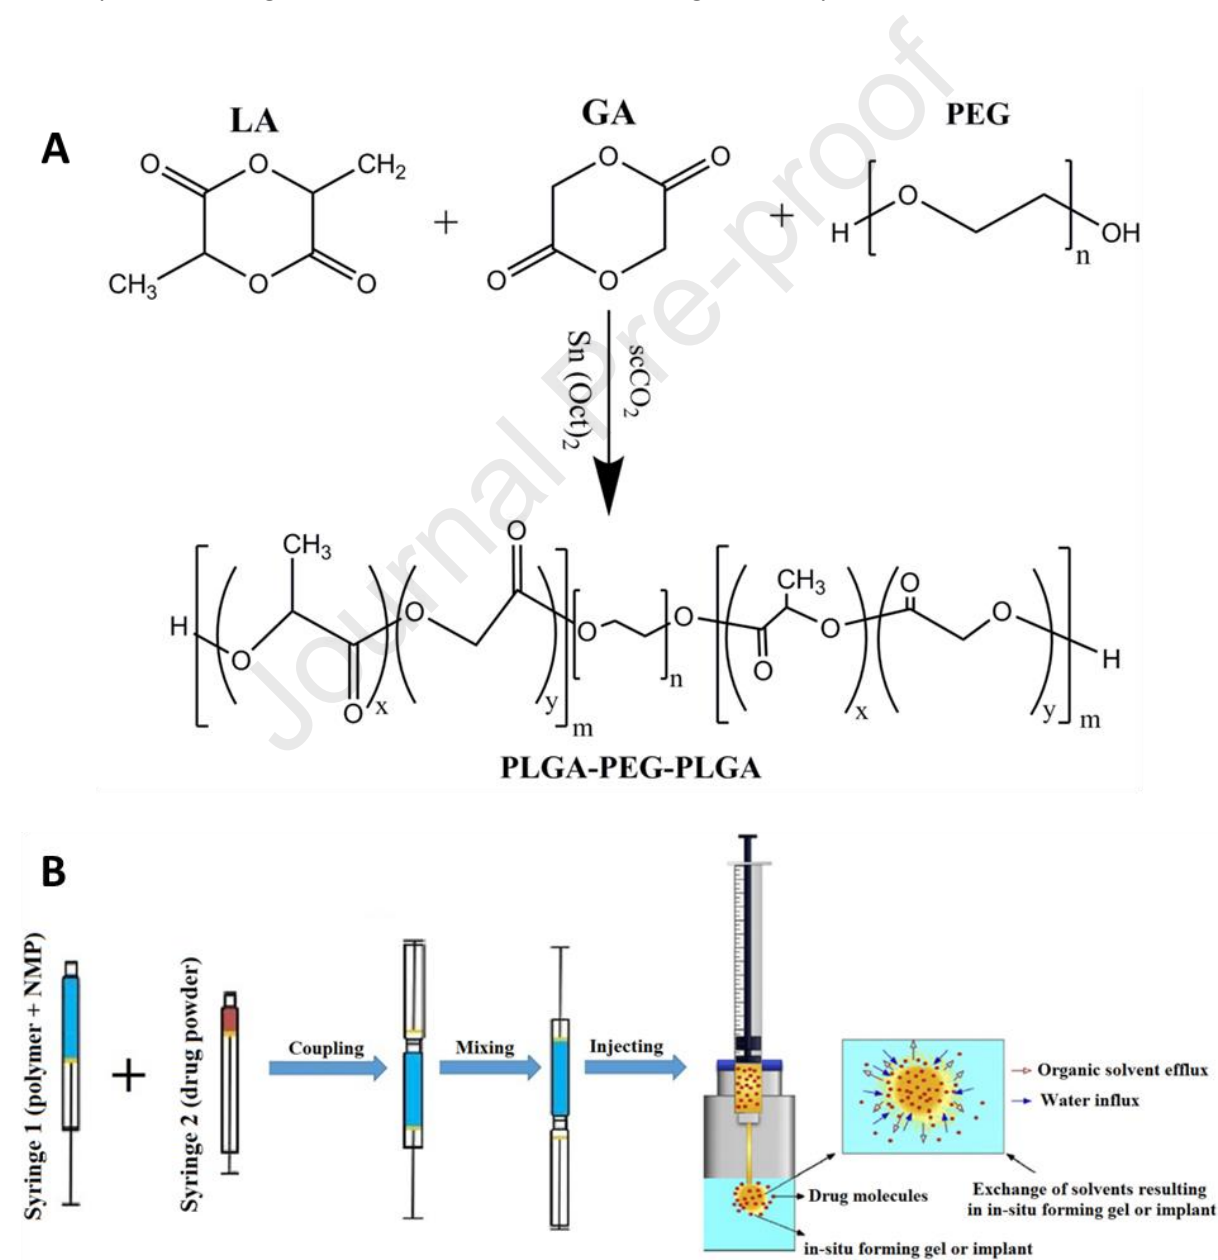 A
LA
GA
PEG
O
O
CH2
CH3
O
O
+
O
O
O
O
+
H
O
n
OH
Sn (Oct)2
scCO2
Journal Pre-proof
H
O
CH3
O
x
O
O
y
m
O
n
O
O
CH3
O
x
O
O
y
m
H
PLGA-PEG-PLGA
B
Syringe 1 (polymer + NMP)
+
Syringe 2 (drug powder)
Coupling
Mixing
Injecting
Organic solvent efflux
Water influx
Drug molecules
Exchange of solvents resulting
in in-situ forming gel or implant
in-situ forming gel or implant